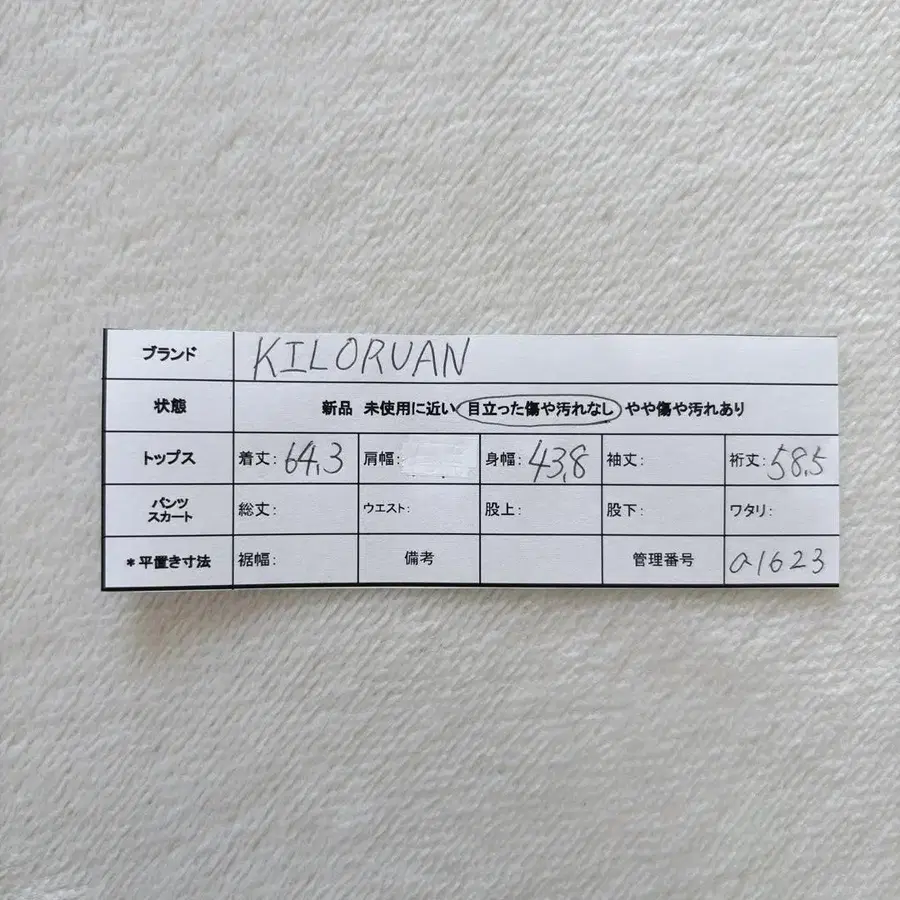 ブランド KILORUAN
状態 新品 未使用に近い 目立った傷や汚れなし やや傷や汚れあり
トップス 着丈: 64.3 肩幅: 身幅: 43.8 袖丈: 裄丈: 58.5
パンツ スカート 総丈: ウエスト: 股上: 股下: ワタリ:
*平置き寸法 裾幅: 備考 管理番号 a1623